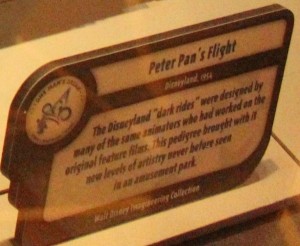 Peter Pan's Flight
Disneyland, 1954
The Disneyland "dark rides" were designed by
many of the same animators who had worked on the
original feature films. This pedigree brought with it
new levels of artistry never before seen
in an amusement park.
Walt Disney Imagineering Collection